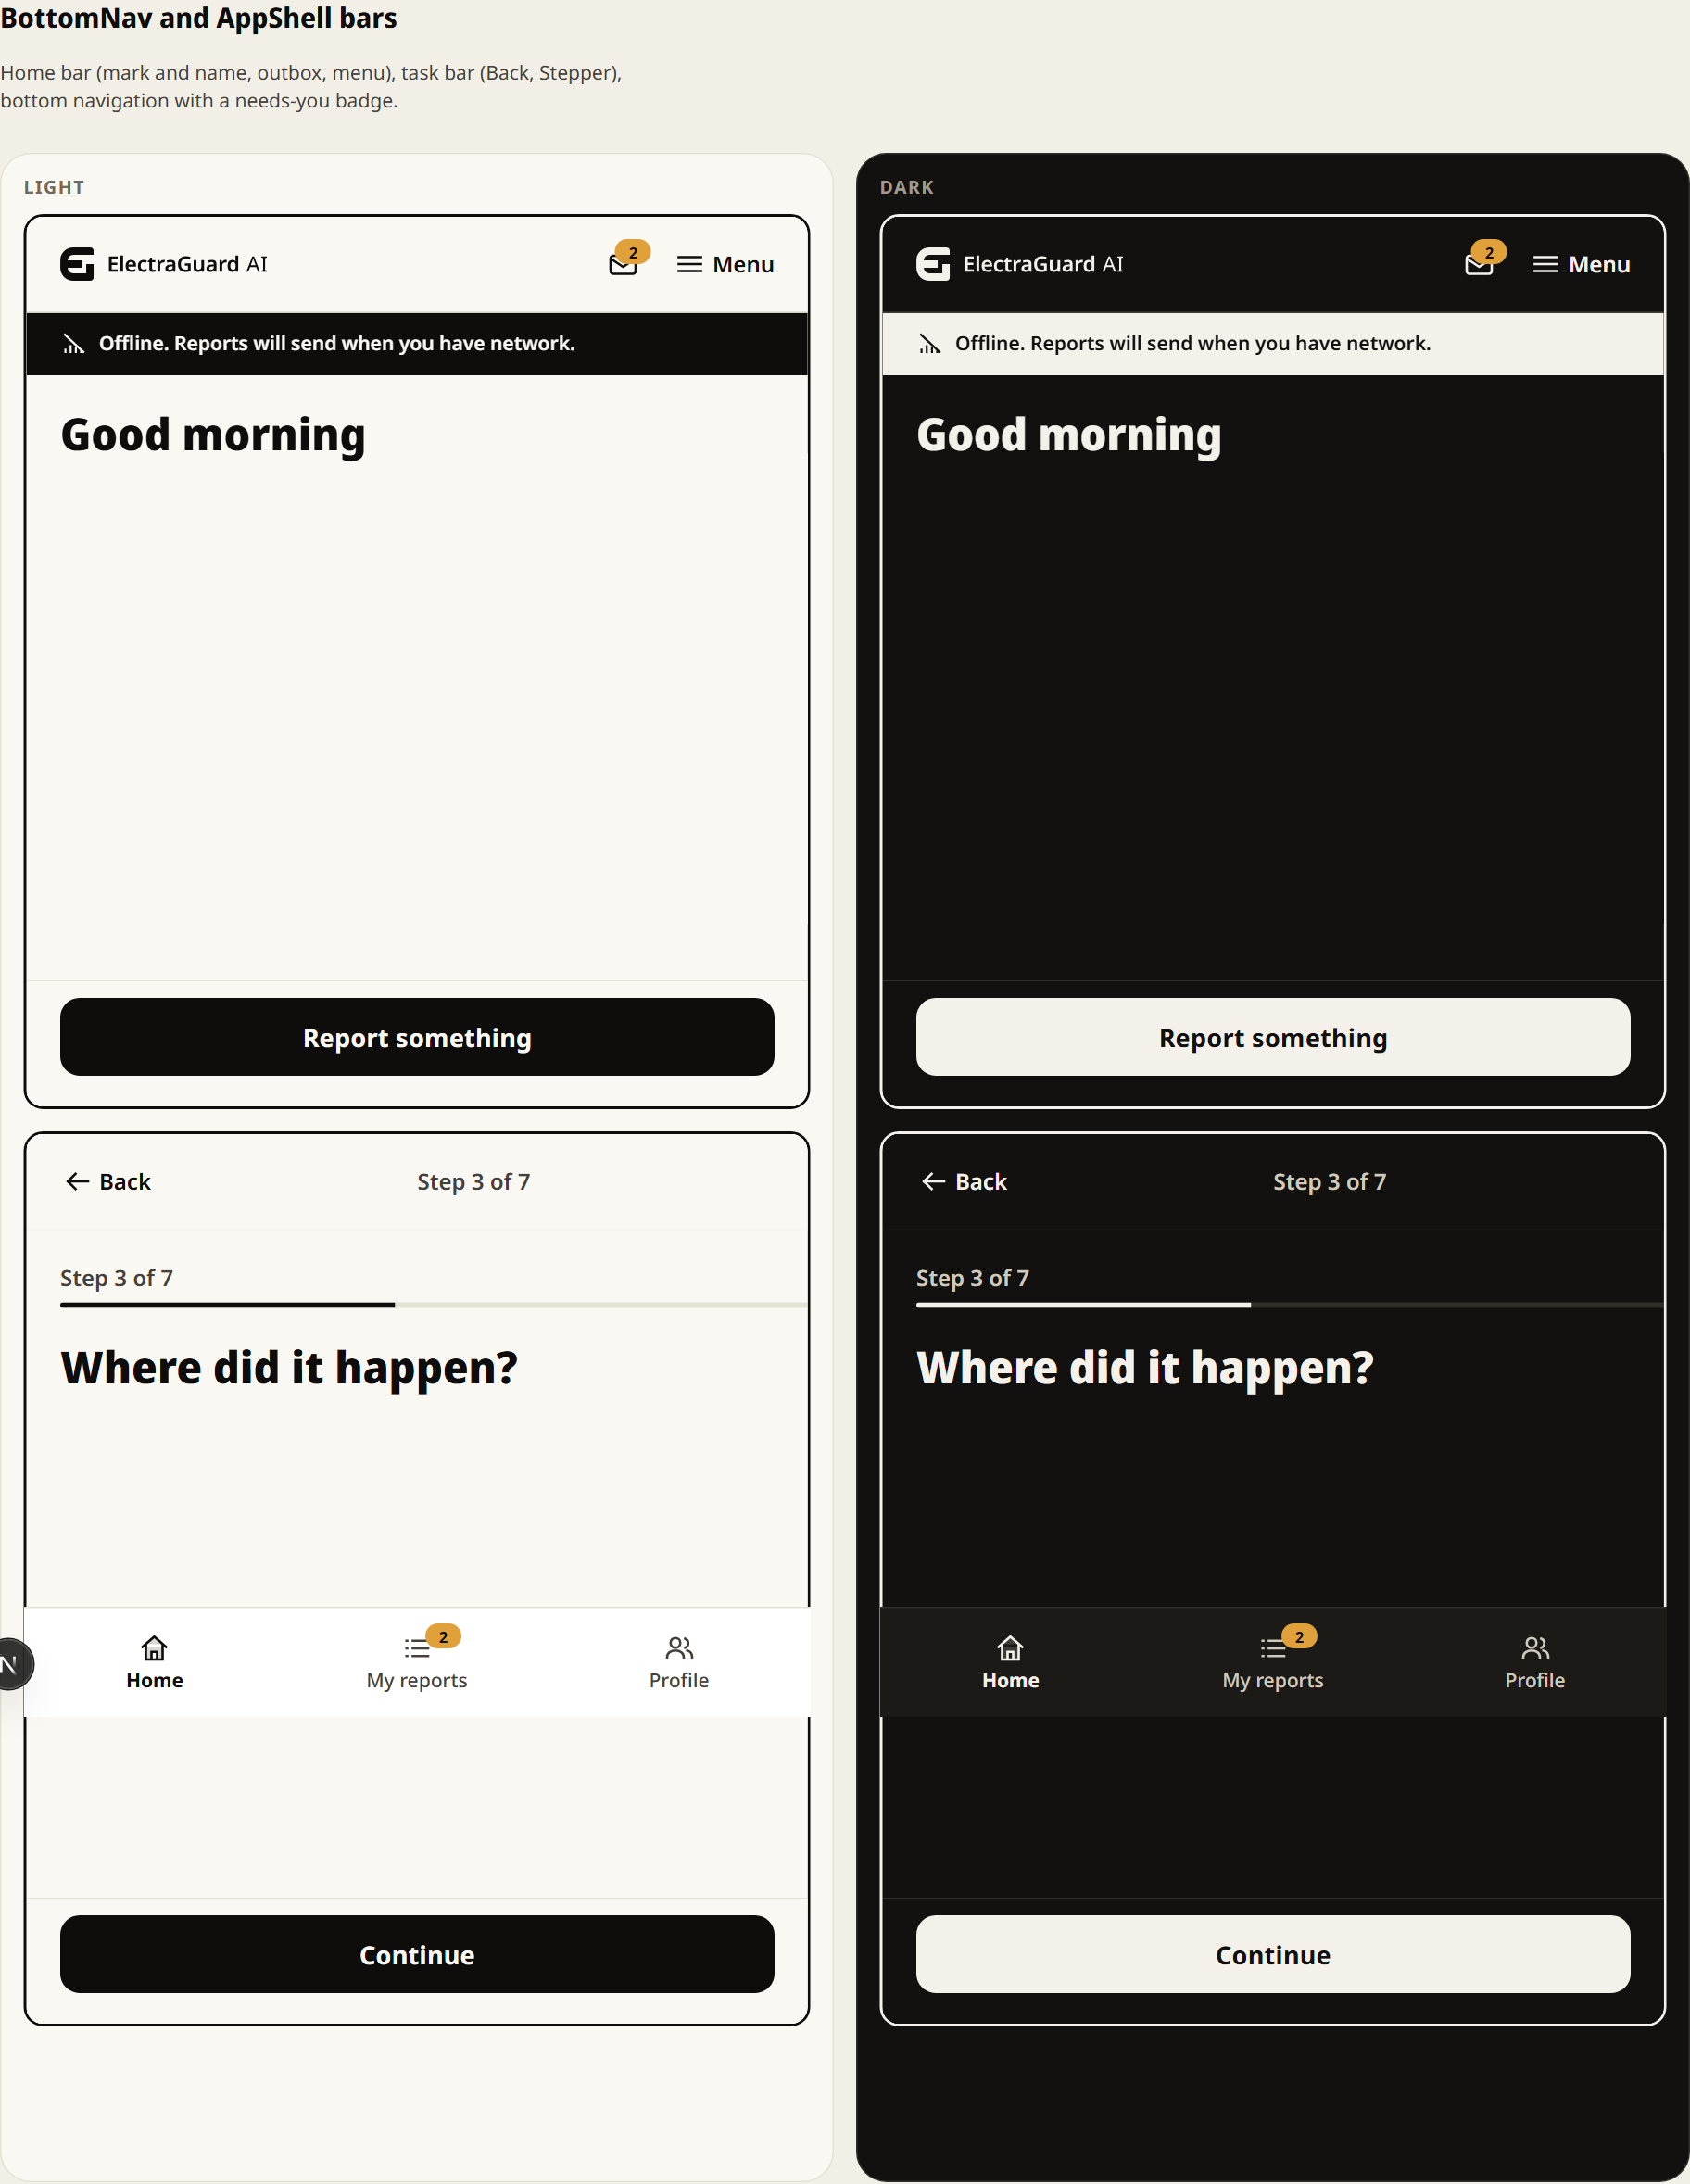 BottomNav and AppShell bars
Home bar (mark and name, outbox, menu), task bar (Back, Stepper),
bottom navigation with a needs-you badge.
LIGHT
ElectraGuard AI
2
Menu
Offline. Reports will send when you have network.
Good morning
Report something
Back
Step 3 of 7
Step 3 of 7
Where did it happen?
N
Home
2
My reports
Profile
Continue
DARK
ElectraGuard AI
2
Menu
Offline. Reports will send when you have network.
Good morning
Report something
Back
Step 3 of 7
Step 3 of 7
Where did it happen?
Home
2
My reports
Profile
Continue